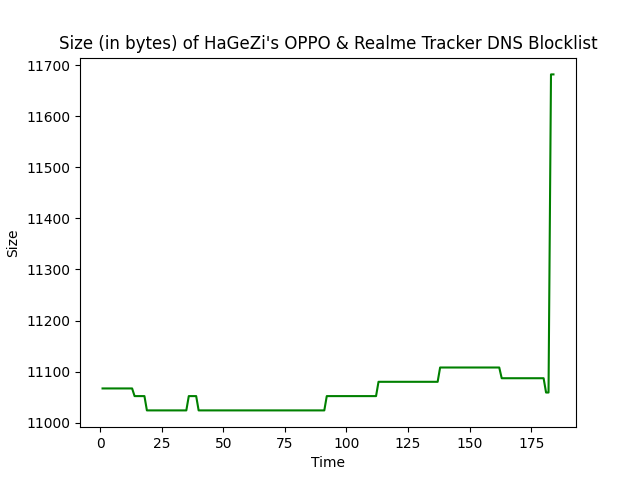 Size (in bytes) of HaGeZi's OPPO & Realme Tracker DNS Blocklist
11700
11600
11500
11400
11300
11200
11100
11000
Size
0 25 50 75 100 125 150 175
Time